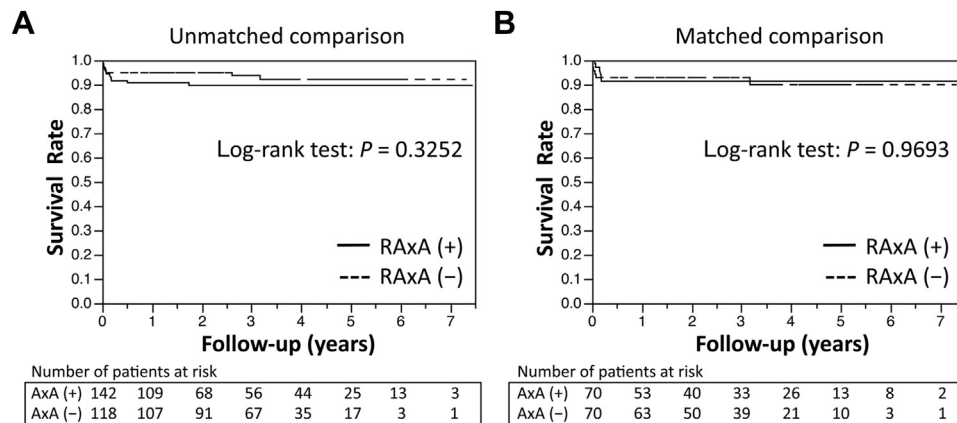 A
Unmatched comparison
Survival Rate
1.0
0.9
0.8
0.7
0.6
0.5
0.4
0.3
0.2
0.1
0.0
Log-rank test: P = 0.3252
RAxA (+)
RAxA (−)
0 1 2 3 4 5 6 7
Follow-up (years)
Number of patients at risk
AxA (+) 142 109 68 56 44 25 13 3
AxA (−) 118 107 91 67 35 17 3 1
B
Matched comparison
Survival Rate
1.0
0.9
0.8
0.7
0.6
0.5
0.4
0.3
0.2
0.1
0.0
Log-rank test: P = 0.9693
RAxA (+)
RAxA (−)
0 1 2 3 4 5 6 7
Follow-up (years)
Number of patients at risk
AxA (+) 70 53 40 33 26 13 8 2
AxA (−) 70 63 50 39 21 10 3 1